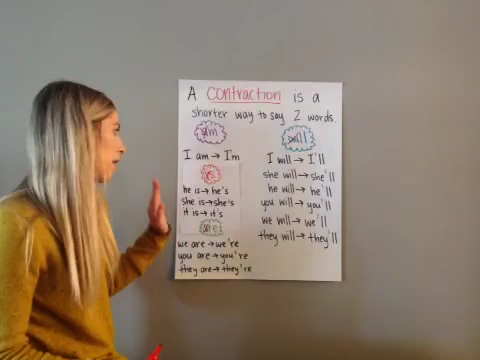 A contraction is a
shorter way to say 2 words.
am
I am → I'm
is
he is → he's
she is → she's
it is → it's
are
we are → we're
you are → you're
they are → they're
will
I will → I'll
she will → she'll
he will → he'll
you will → you'll
we will → we'll
they will → they'll